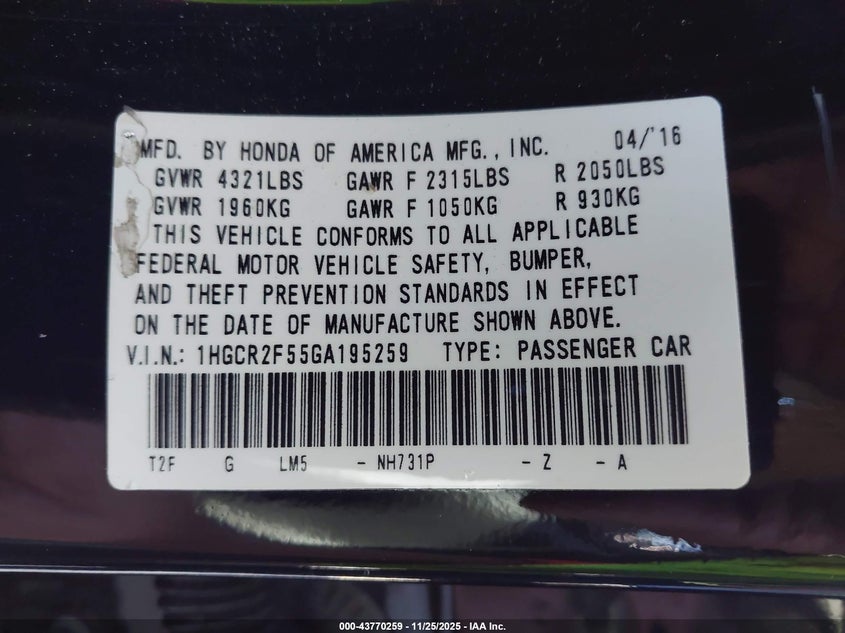 MFD. BY HONDA OF AMERICA MFG., INC. 04/'16
GVWR 4321LBS GAWR F 2315LBS R 2050LBS
GVWR 1960KG GAWR F 1050KG R 930KG
THIS VEHICLE CONFORMS TO ALL APPLICABLE
FEDERAL MOTOR VEHICLE SAFETY, BUMPER,
AND THEFT PREVENTION STANDARDS IN EFFECT
ON THE DATE OF MANUFACTURE SHOWN ABOVE.
V.I.N.: 1HGCR2F55GA195259 TYPE: PASSENGER CAR
T2F G LM5 - NH731P - Z - A
000-43770259 | 11/25/2025 | IAA Inc.